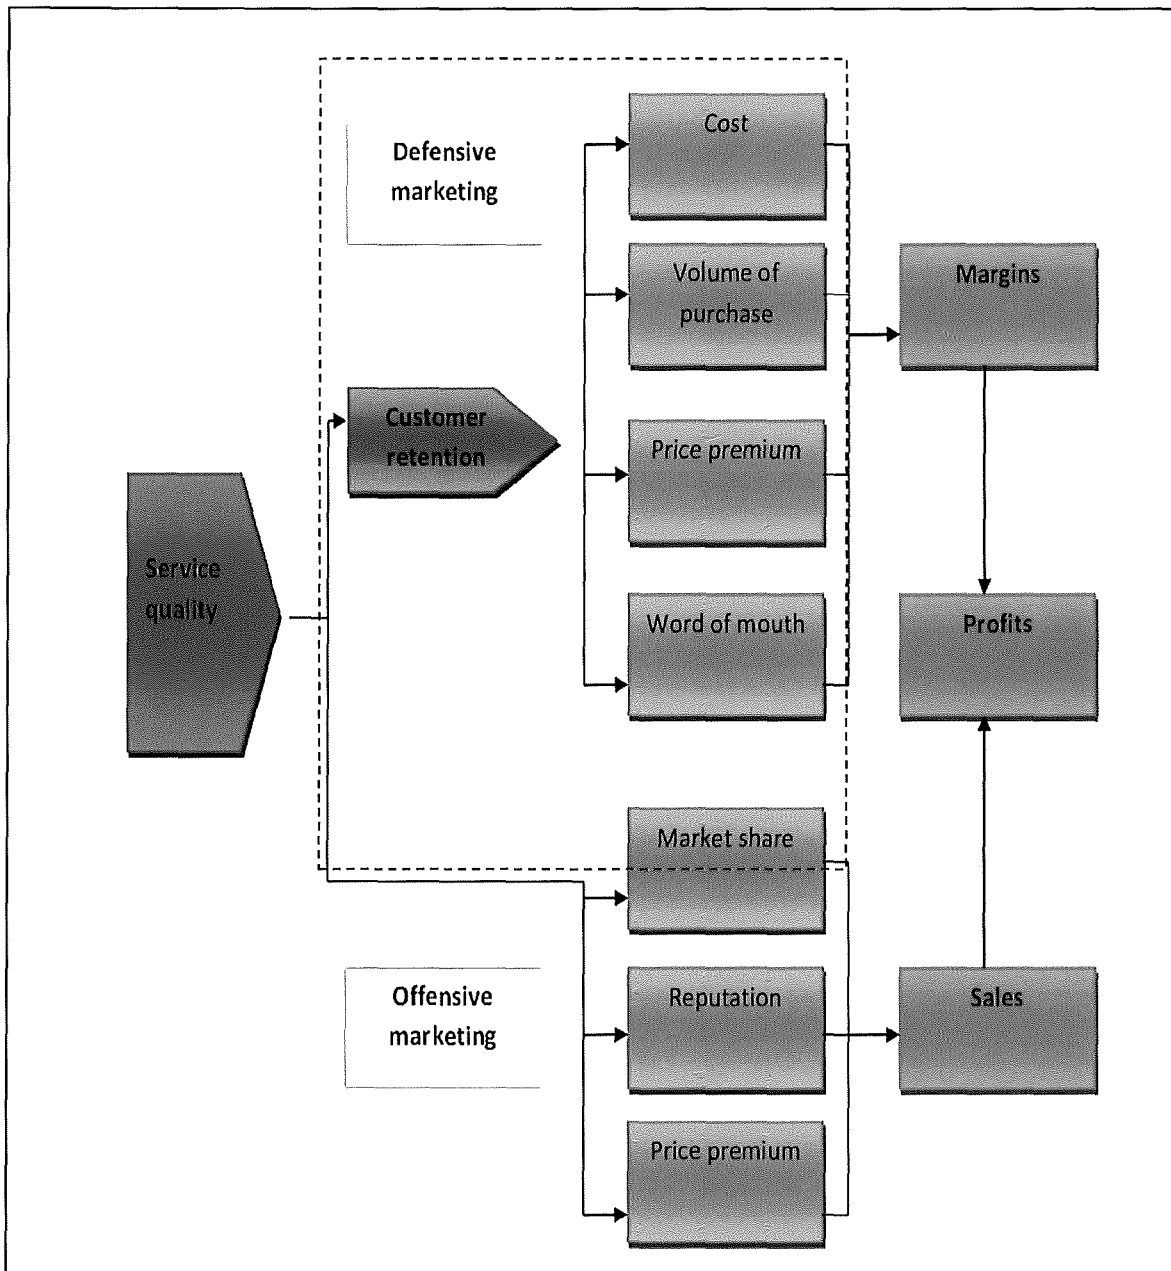 Cost
Defensive
marketing
Volume of
purchase
Margins
Customer
retention
Price premium
Service
quality
Word of mouth
Profits
Market share
Offensive
marketing
Reputation
Sales
Price premium